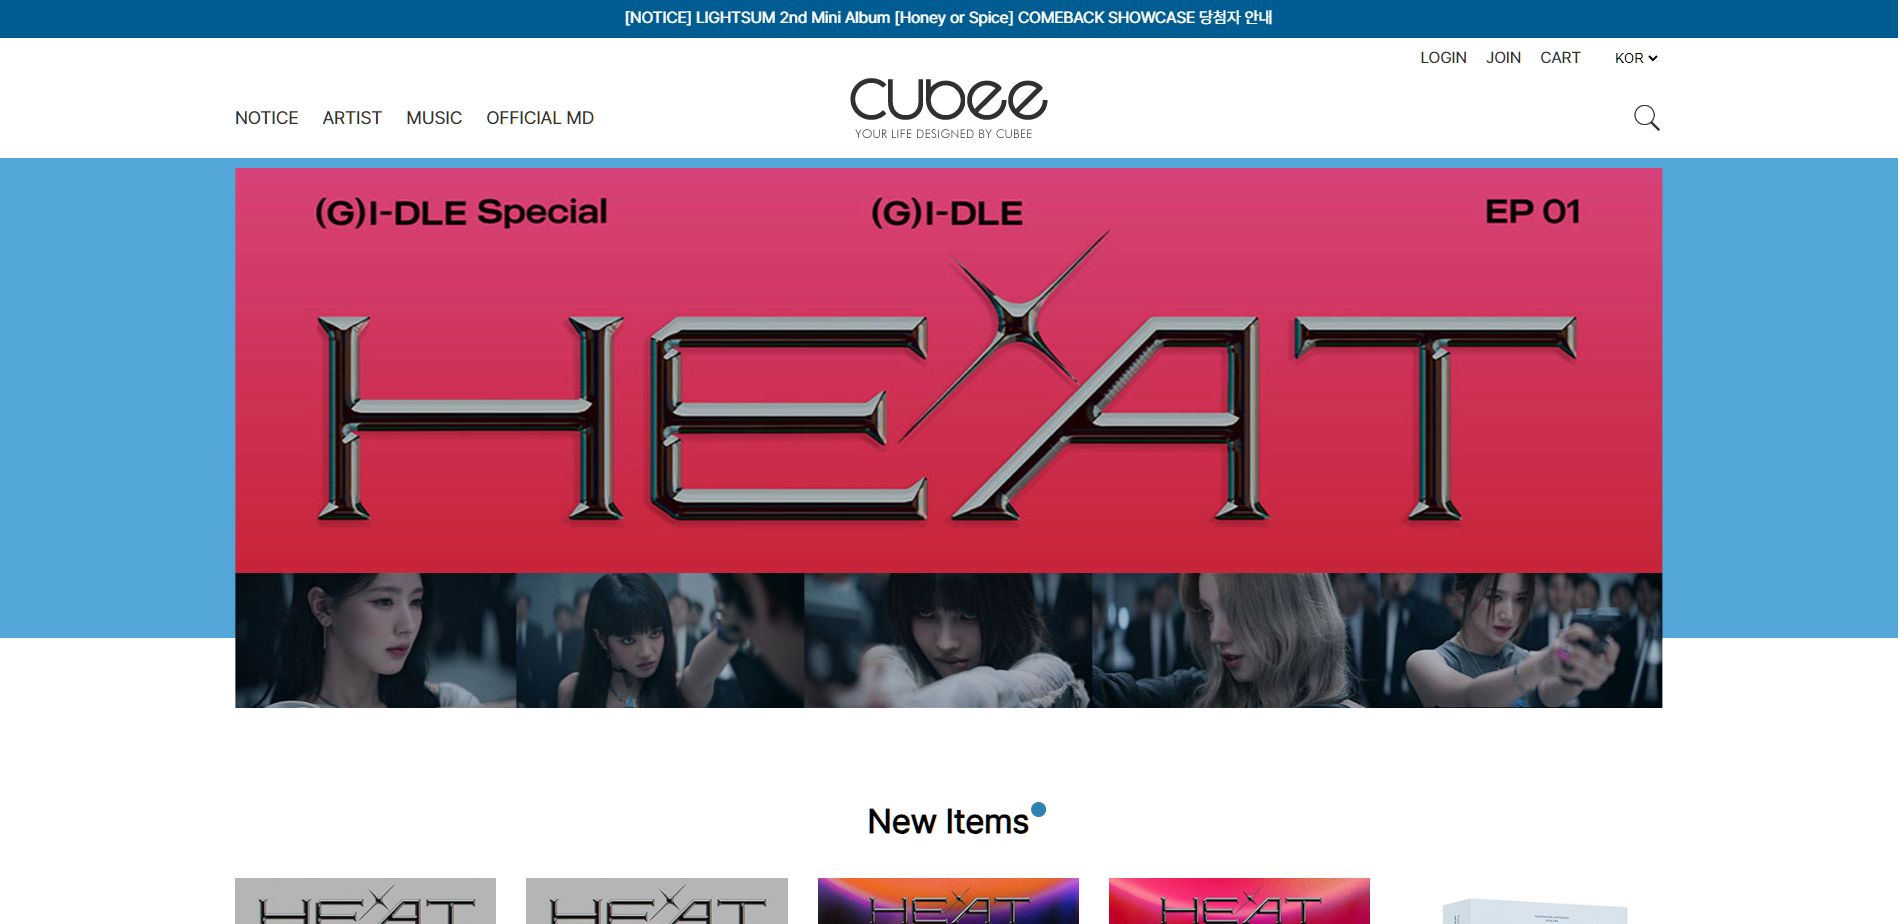 [NOTICE] LIGHTSUM 2nd Mini Album [Honey or Spice] COMEBACK SHOWCASE 당첨자 안내
LOGIN JOIN CART KOR
NOTICE ARTIST MUSIC OFFICIAL MD
cubee
YOUR LIFE DESIGNED BY CUBEE
(G)I-DLE Special (G)I-DLE EP 01
HEAT
New Items
HEAT HEAT HEAT HEAT